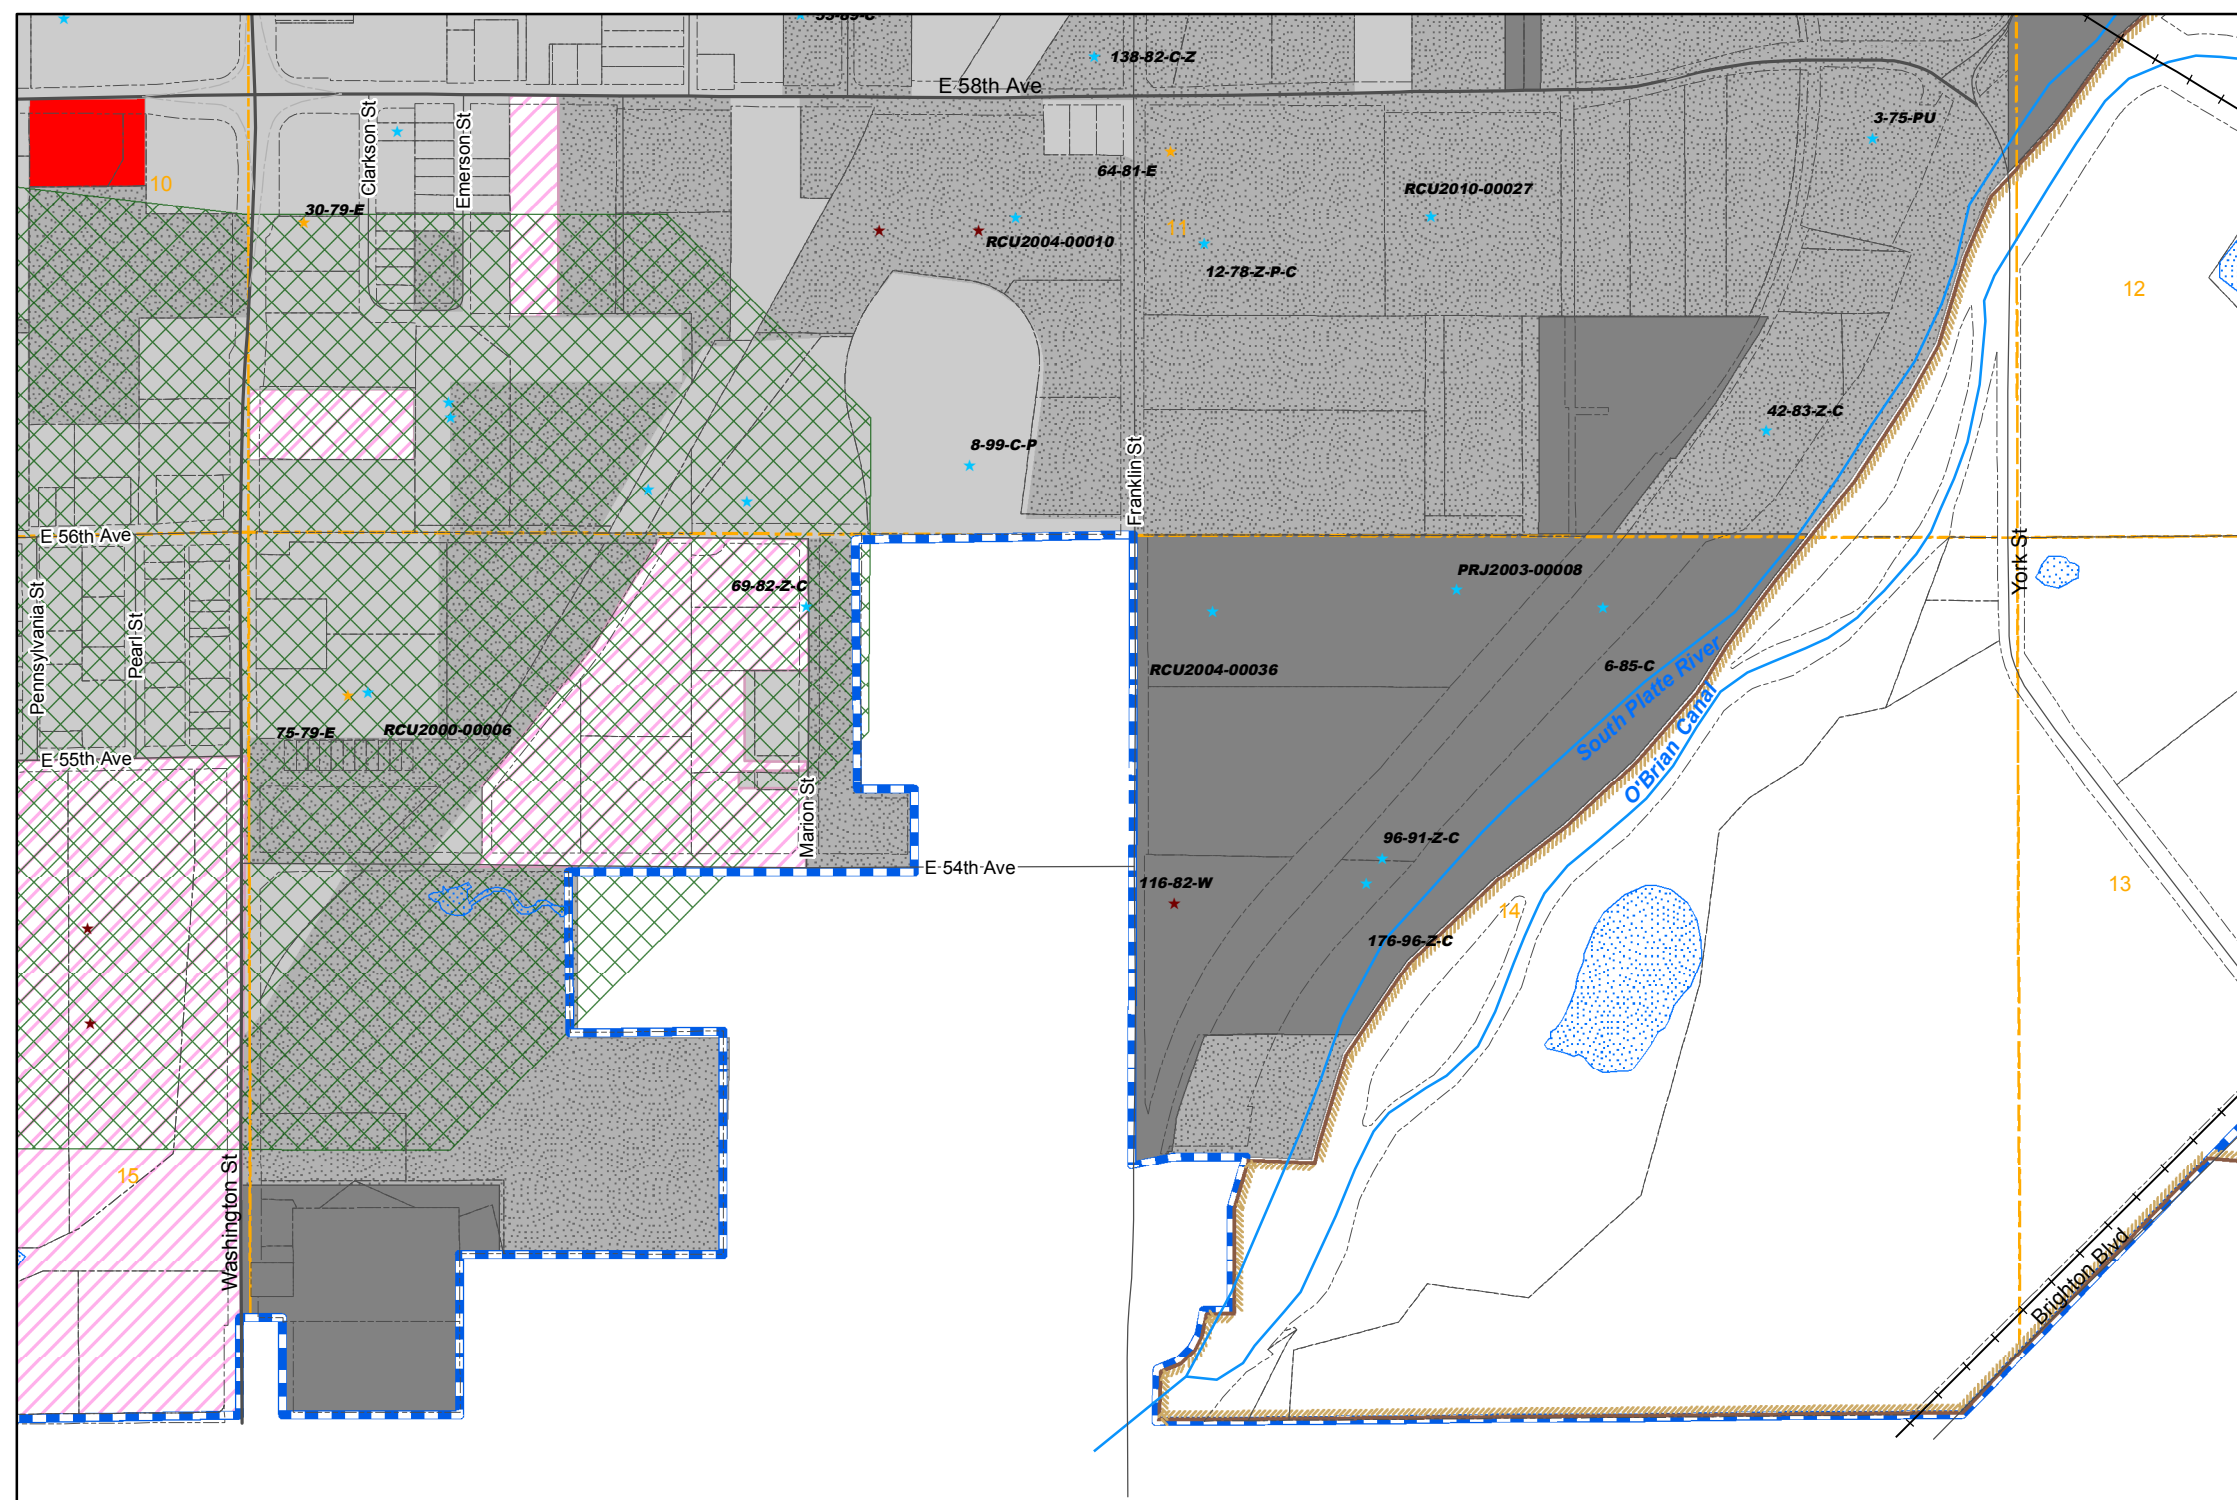 55-89-C
138-82-C-Z
E 58th Ave
3-75-PU
Clarkson St
Emerson St
64-81-E
10
RCU2010-00027
30-79-E
11
RCU2004-00010
12-78-Z-P-C
12
42-83-Z-C
8-99-C-P
Franklin St
E 56th Ave
York St
PRJ2003-00008
69-82-Z-C
Pennsylvania St
Pearl St
RCU2004-00036
6-85-C
South Platte River
O'Brian Canal
75-79-E
RCU2000-00006
E 55th Ave
Marion St
96-91-Z-C
E 54th Ave
116-82-W
13
14
176-96-Z-C
15
Washington St
Brighton Blvd